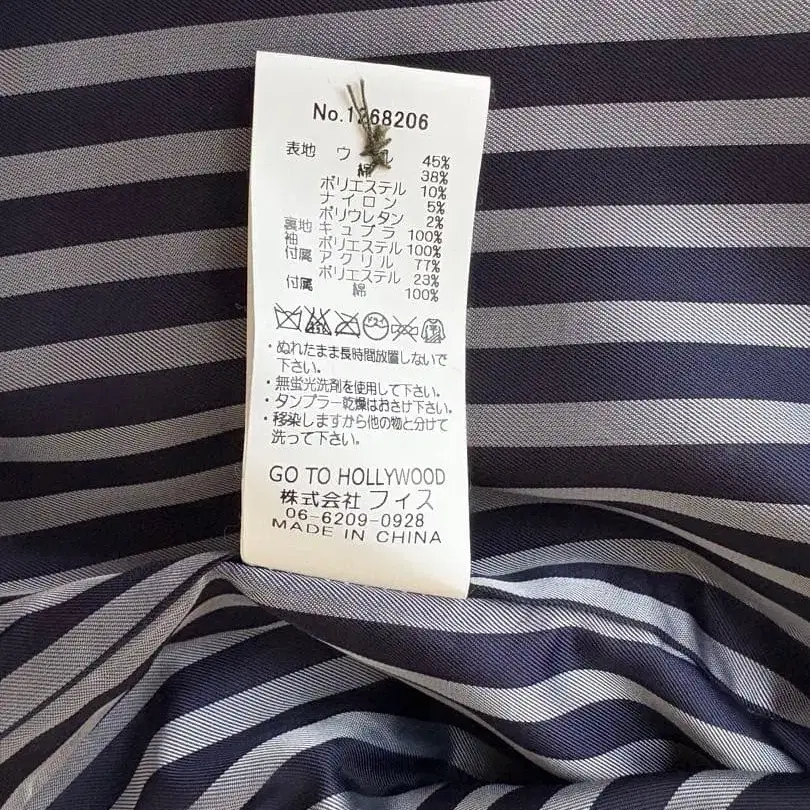 No.1268206
表地 ウール 45%
綿 38%
ポリエステル 10%
ナイロン 5%
ポリウレタン 2%
裏地 キュプラ 100%
袖 ポリエステル 100%
付属 アクリル 77%
ポリエステル 23%
付属 綿 100%
・ぬれたまま長時間放置しないで
下さい。
・無蛍光洗剤を使用して下さい。
・タンブラー乾燥はおさけ下さい。
・移染しますから他の物と分けて
洗って下さい。
GO TO HOLLYWOOD
株式会社 フィス
06-6209-0928
MADE IN CHINA